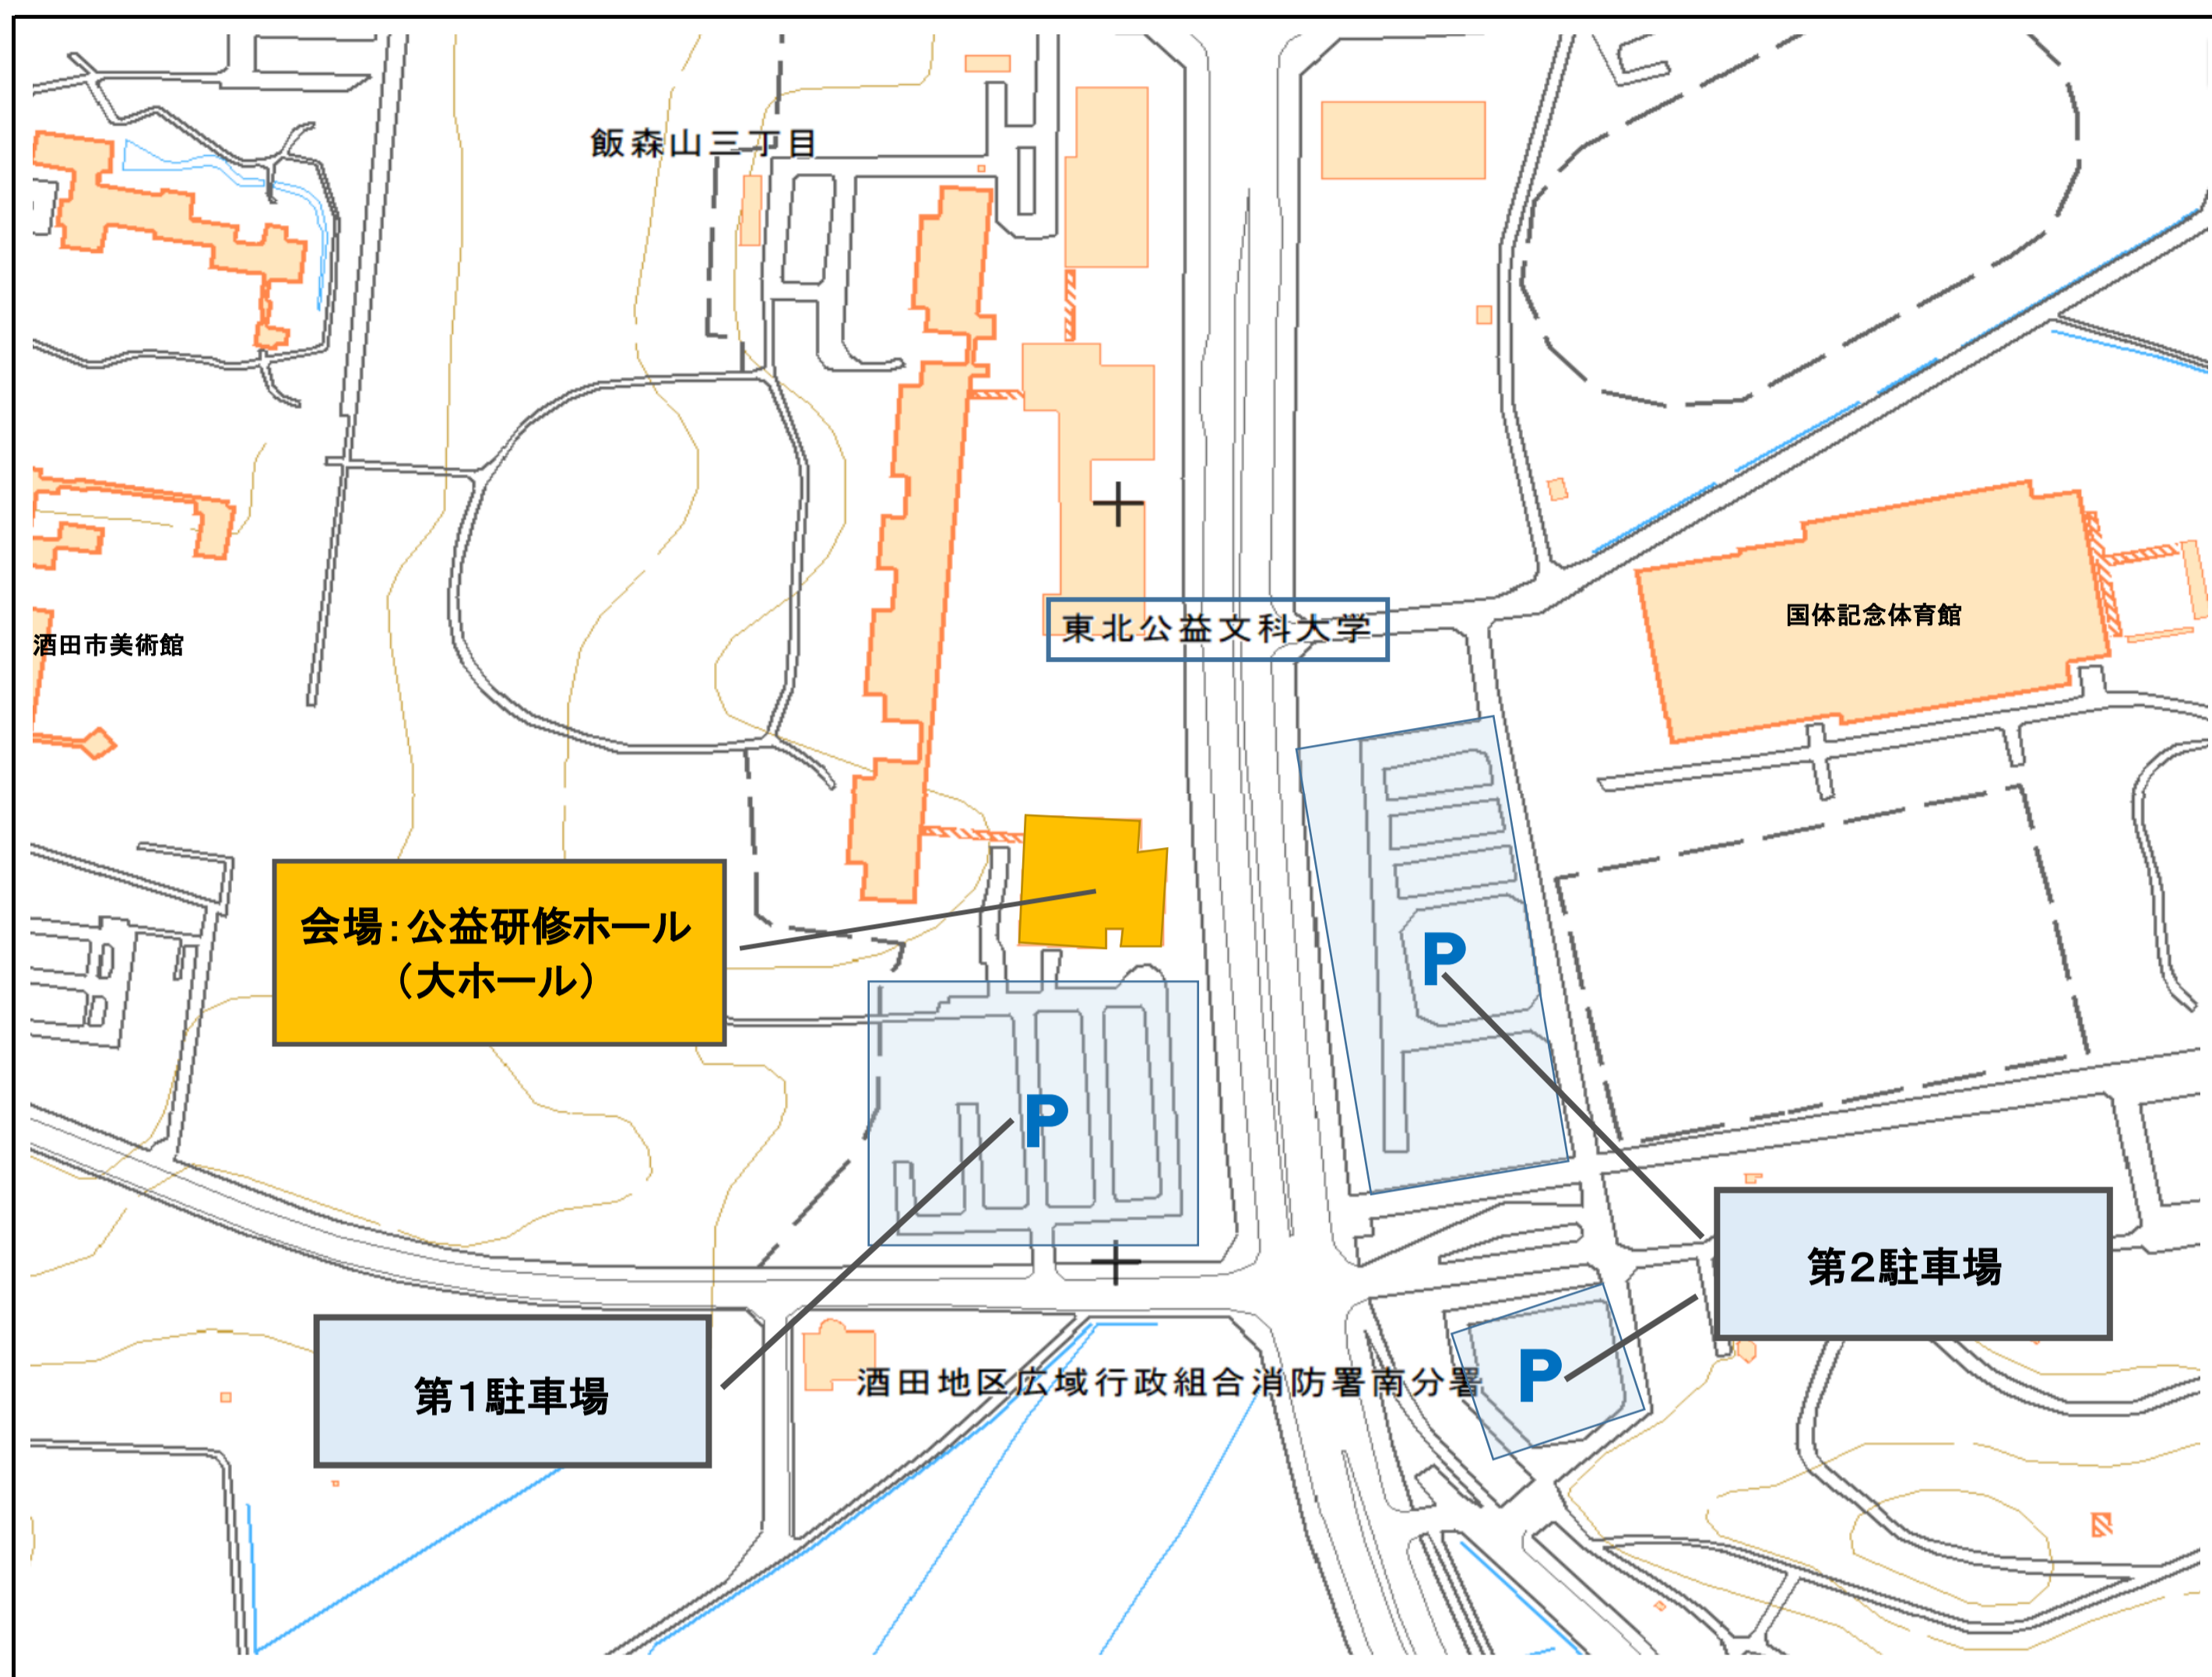 飯森山三丁目
東北公益文科大学
国体記念体育館
酒田市美術館
会場：公益研修ホール
（大ホール）
P
P
第２駐車場
P
第１駐車場
酒田地区広域行政組合消防署南分署